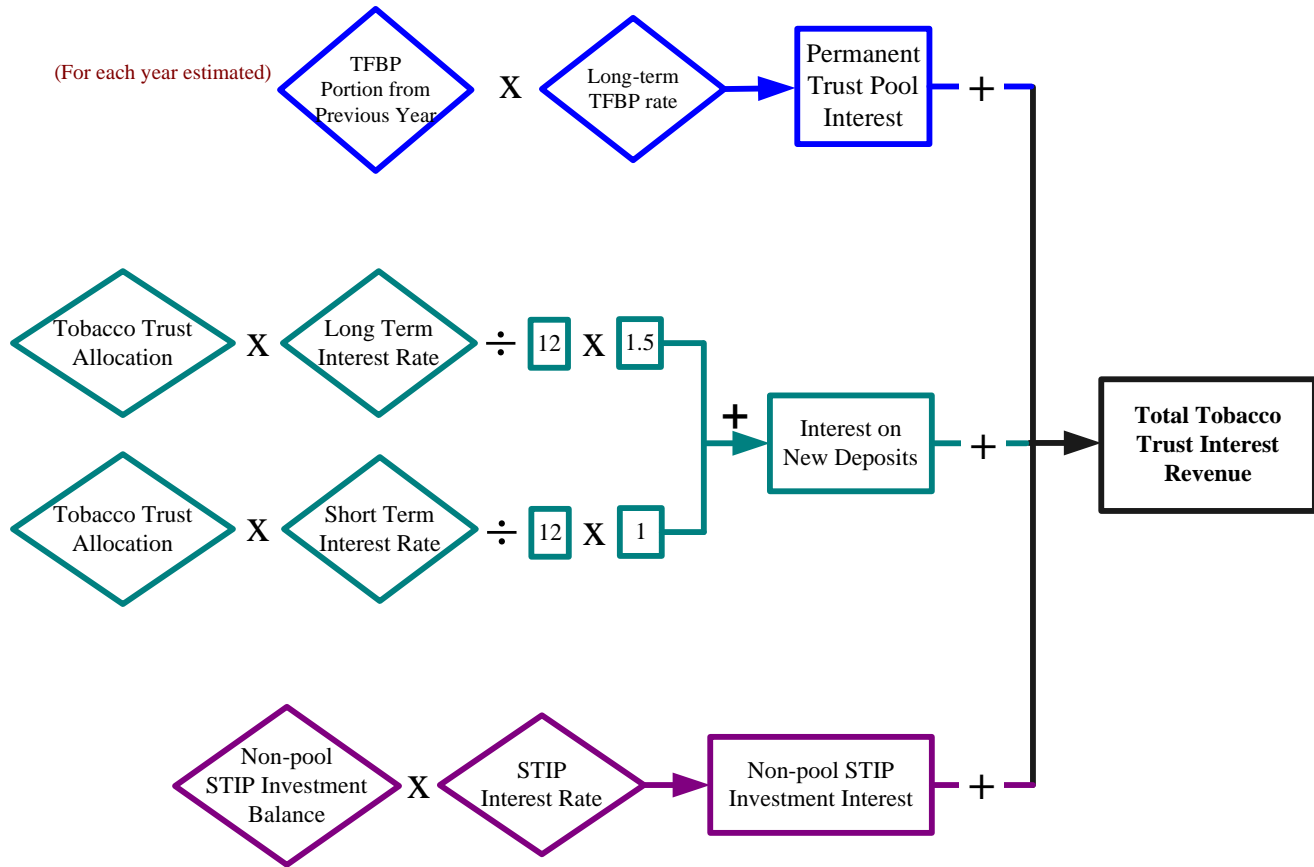 (For each year estimated)
TFBP
Portion from
Previous Year
X
Long-term
TFBP rate
Permanent
Trust Pool
Interest
+
Tobacco Trust
Allocation
X
Long Term
Interest Rate
÷
12
X
1.5
+
Tobacco Trust
Allocation
X
Short Term
Interest Rate
÷
12
X
1
Interest on
New Deposits
+
Total Tobacco
Trust Interest
Revenue
Non-pool
STIP Investment
Balance
X
STIP
Interest Rate
Non-pool STIP
Investment Interest
+